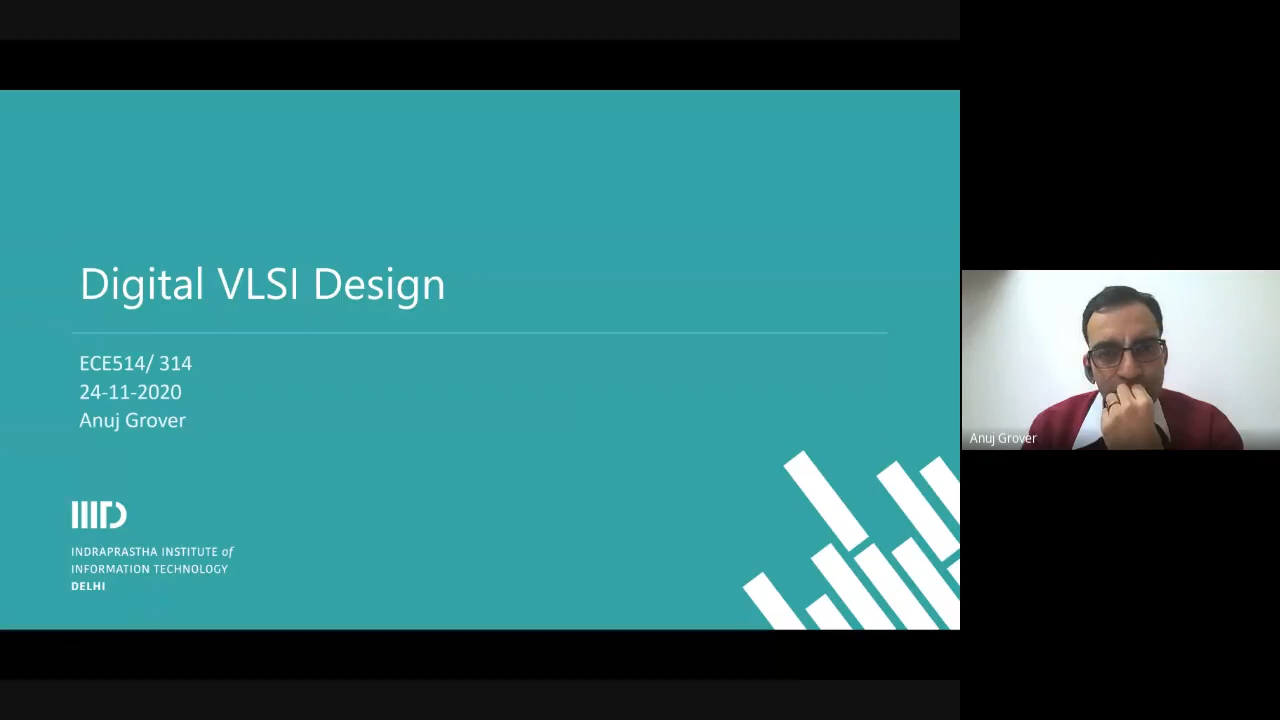 Digital VLSI Design
ECE514/ 314
24-11-2020
Anuj Grover
IIITD
INDRAPRASTHA INSTITUTE of
INFORMATION TECHNOLOGY
DELHI
Anuj Grover